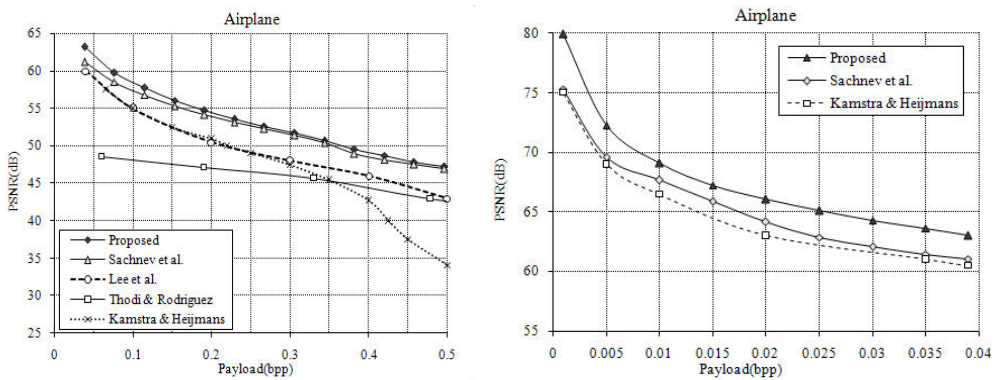 Airplane
65
60
55
50
45
40
35
30
25
PSNR(dB)
Proposed
Sachnev et al.
Lee et al.
Thodi & Rodriguez
Kamstra & Heijmans
0
0.1
0.2
0.3
0.4
0.5
Payload(bpp)
Airplane
80
75
70
65
60
55
PSNR(dB)
Proposed
Sachnev et al.
Kamstra & Heijmans
0
0.005
0.01
0.015
0.02
0.025
0.03
0.035
0.04
Payload(bpp)